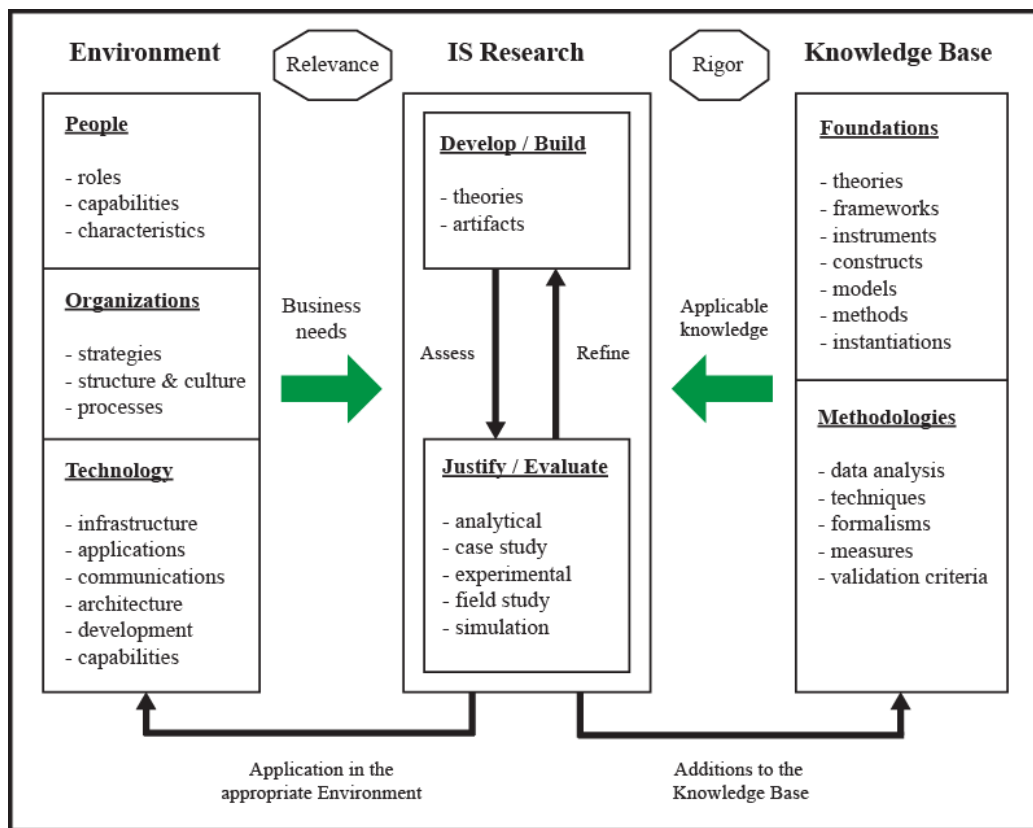 Environment
Relevance
IS Research
Rigor
Knowledge Base
People
- roles
- capabilities
- characteristics
Organizations
- strategies
- structure & culture
- processes
Technology
- infrastructure
- applications
- communications
- architecture
- development
- capabilities
Business
needs
Develop / Build
- theories
- artifacts
Assess
Refine
Justify / Evaluate
- analytical
- case study
- experimental
- field study
- simulation
Applicable
knowledge
Foundations
- theories
- frameworks
- instruments
- constructs
- models
- methods
- instantiations
Methodologies
- data analysis
- techniques
- formalisms
- measures
- validation criteria
Application in the
appropriate Environment
Additions to the
Knowledge Base